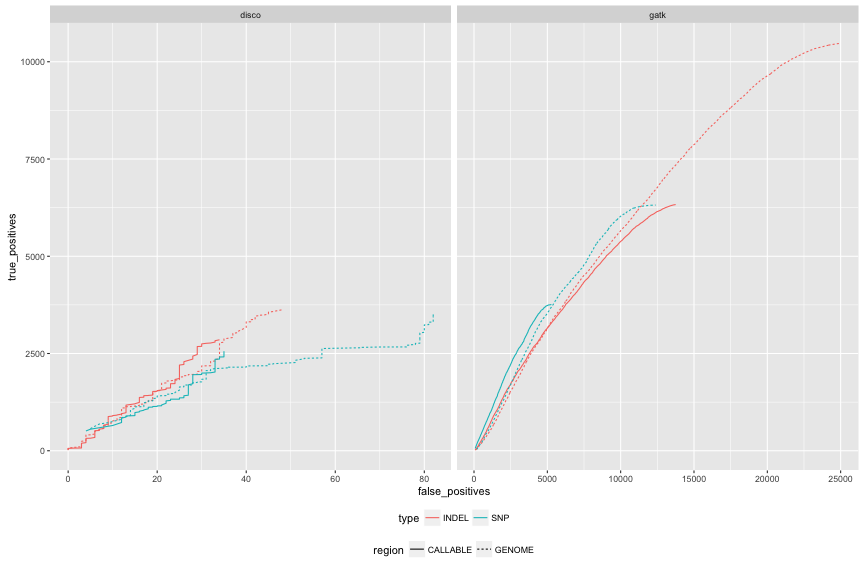 disco gatk
10000
7500
5000
2500
0
true_positives
0 20 40 60 80 0 5000 10000 15000 20000 25000
false_positives
type INDEL SNP
region CALLABLE GENOME